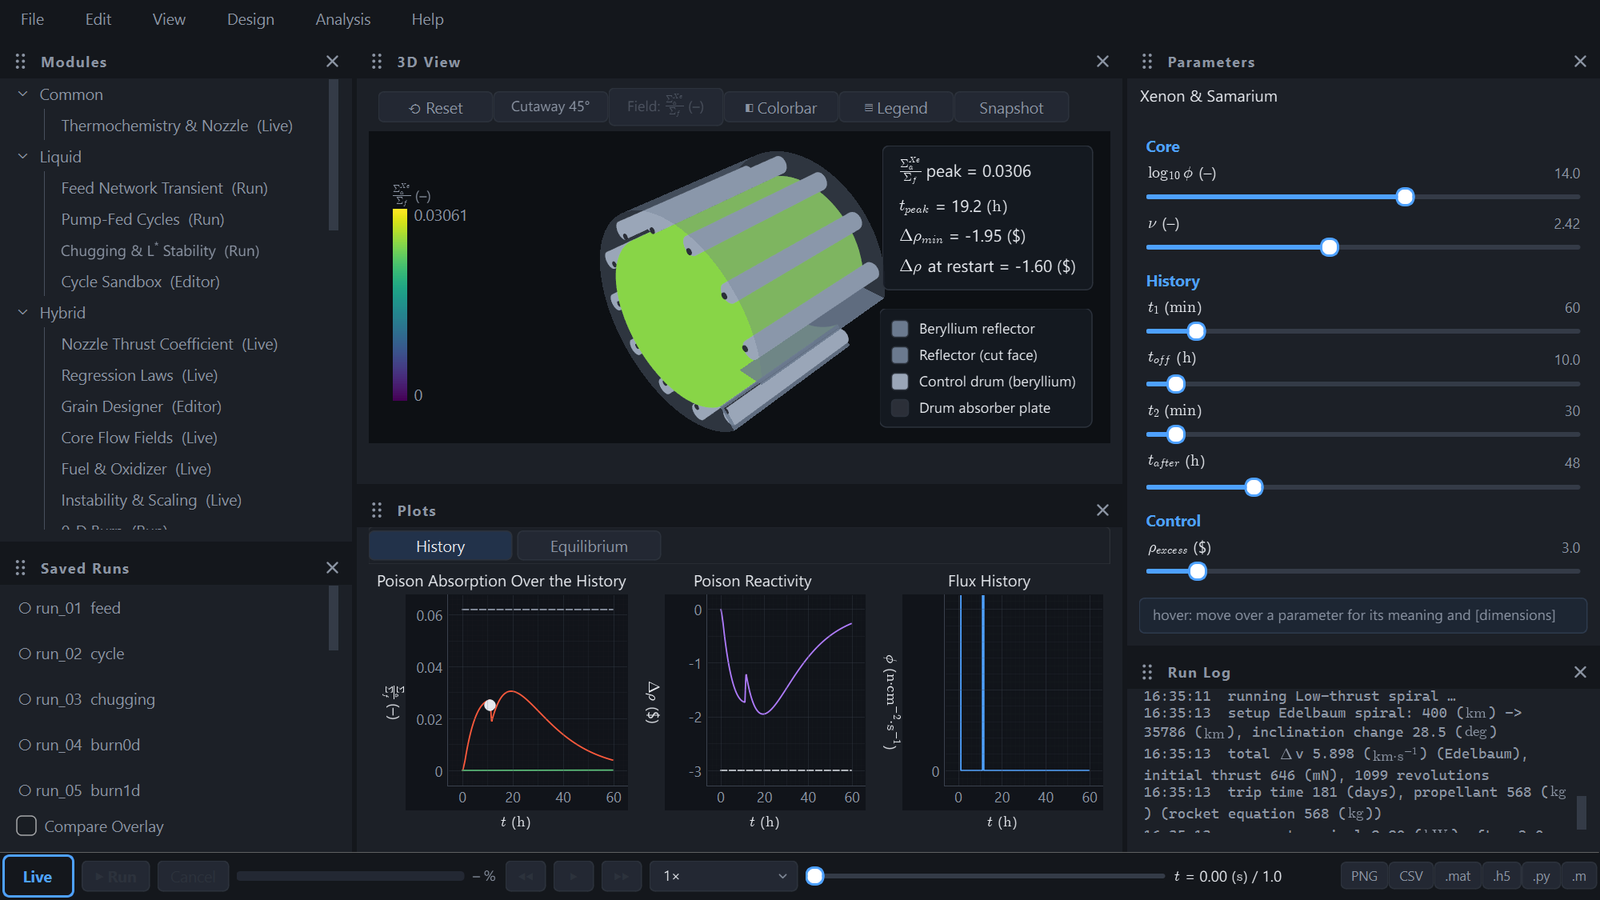 File Edit View Design Analysis Help
Modules
Common
Thermochemistry & Nozzle (Live)
Liquid
Feed Network Transient (Run)
Pump-Fed Cycles (Run)
Chugging & L* Stability (Run)
Cycle Sandbox (Editor)
Hybrid
Nozzle Thrust Coefficient (Live)
Regression Laws (Live)
Grain Designer (Editor)
Core Flow Fields (Live)
Fuel & Oxidizer (Live)
Instability & Scaling (Live)
Saved Runs
run_01 feed
run_02 cycle
run_03 chugging
run_04 burn0d
run_05 burn1d
Compare Overlay
3D View
Reset
Cutaway 45°
Field: Σₐ^Xe/Σ_f (–)
Colorbar
Legend
Snapshot
Σₐ^Xe/Σ_f (–)
0.03061
0
Σₐ^Xe/Σ_f peak = 0.0306
t_peak = 19.2 (h)
Δρ_min = -1.95 ($)
Δρ at restart = -1.60 ($)
Beryllium reflector
Reflector (cut face)
Control drum (beryllium)
Drum absorber plate
Plots
History
Equilibrium
Poison Absorption Over the History
0.06
0.04
0.02
0
0 20 40 60
t (h)
Poison Reactivity
Δρ ($)
0
-1
-2
-3
0 20 40 60
t (h)
Flux History
ϕ (n·cm⁻²·s⁻¹)
0
0 20 40 60
t (h)
Parameters
Xenon & Samarium
Core
log₁₀ ϕ (–) 14.0
ν (–) 2.42
History
t₁ (min) 60
t_off (h) 10.0
t₂ (min) 30
t_after (h) 48
Control
ρ_excess ($) 3.0
hover: move over a parameter for its meaning and [dimensions]
Run Log
16:35:11 running Low-thrust spiral …
16:35:13 setup Edelbaum spiral: 400 (km) –>
35786 (km), inclination change 28.5 (deg)
16:35:13 total Δv 5.898 (km·s⁻¹) (Edelbaum),
initial thrust 646 (mN), 1099 revolutions
16:35:13 trip time 181 (days), propellant 568 (kg
) (rocket equation 568 (kg))
Live
Run
Cancel
– %
1×
t = 0.00 (s) / 1.0
PNG CSV .mat .h5 .py .m